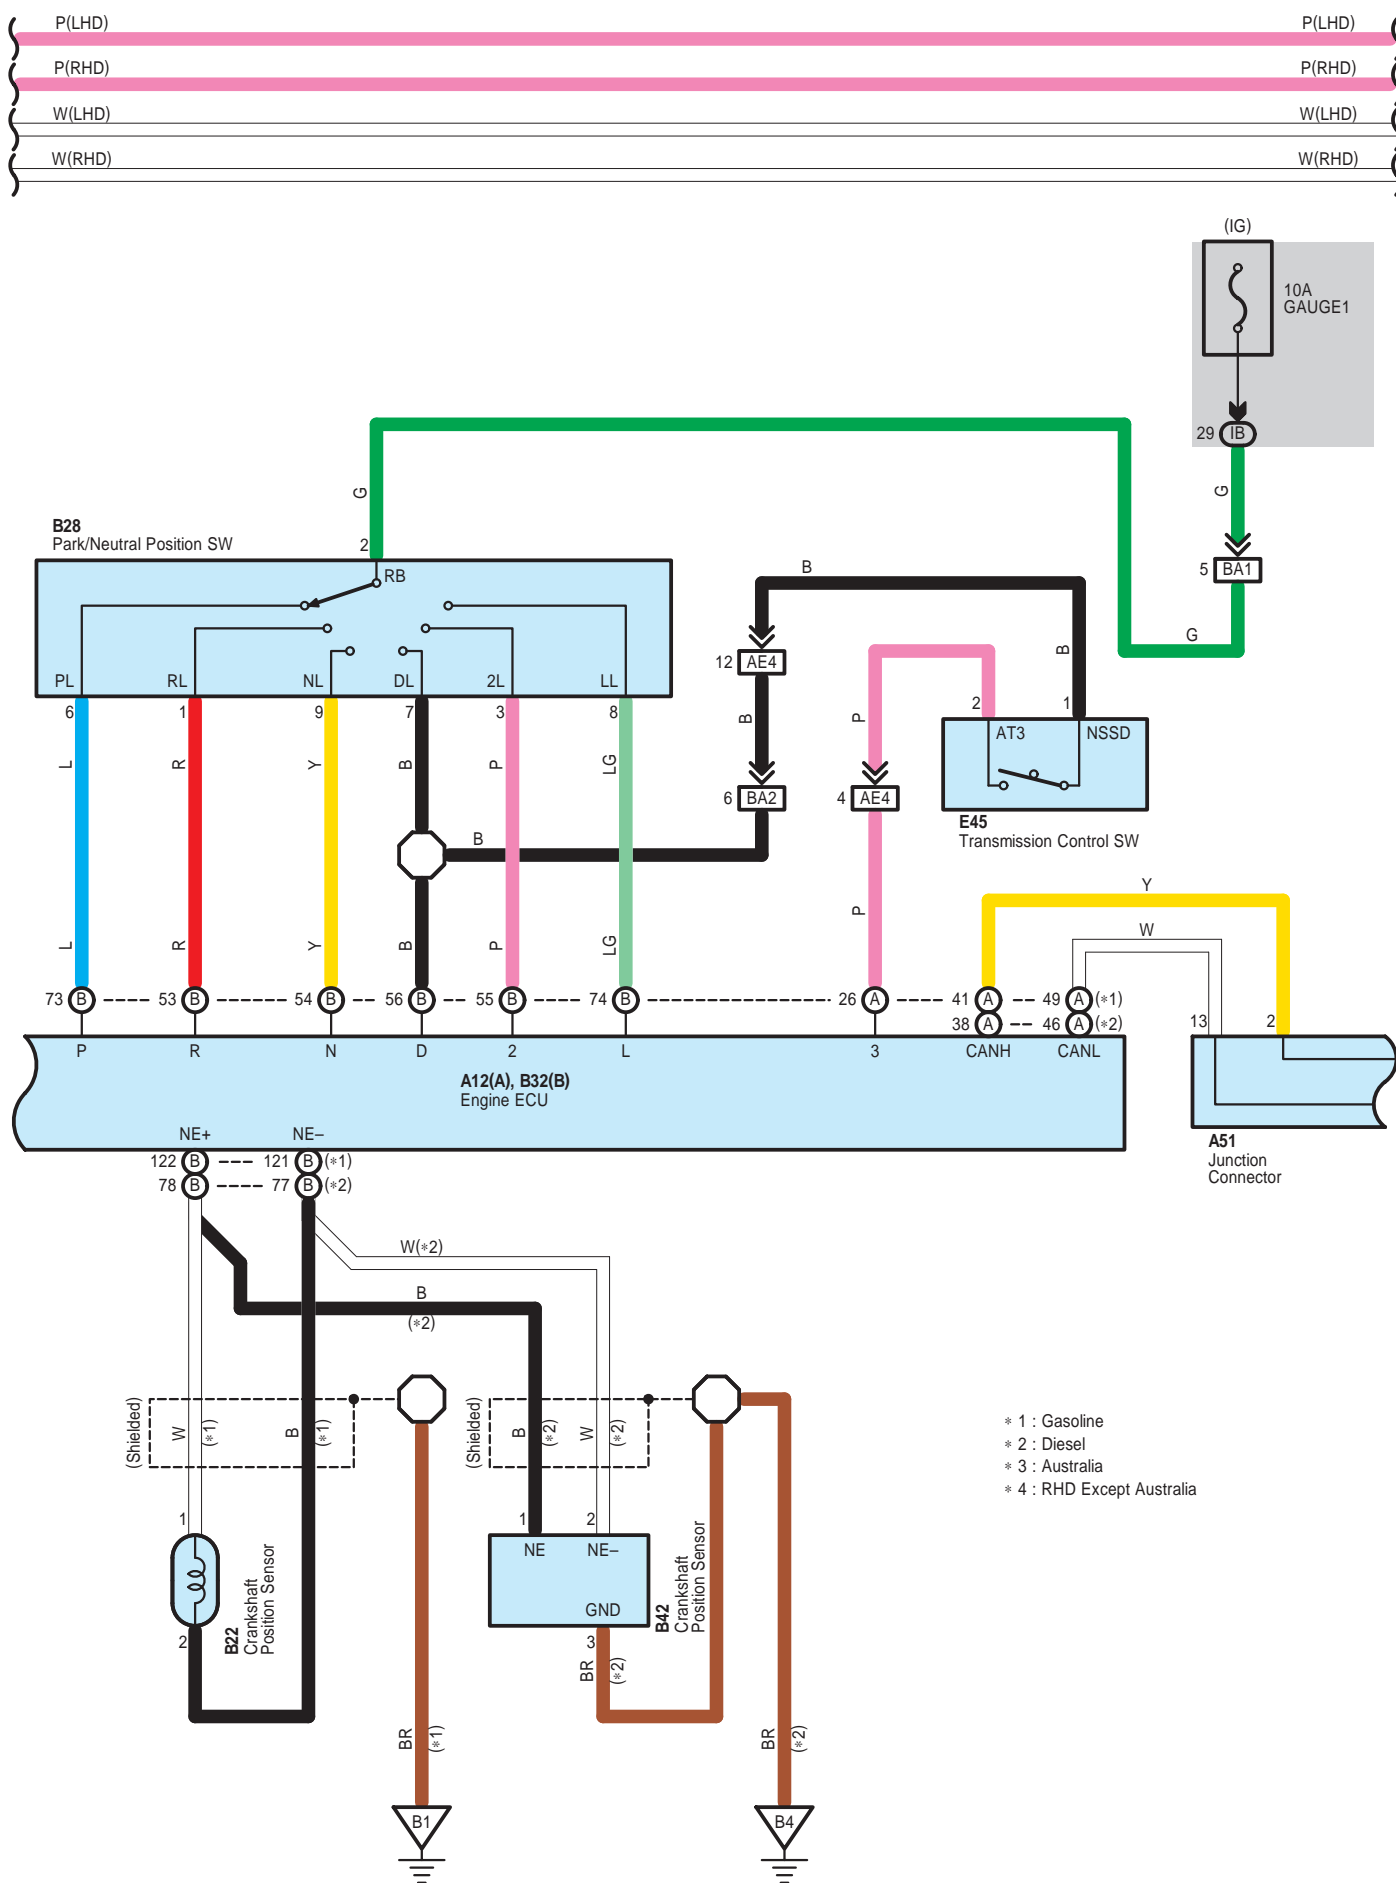 P(LHD) P(LHD)
P(RHD) P(RHD)
W(LHD) W(LHD)
W(RHD) W(RHD)
(IG)
10A
GAUGE1
29 IB
G
5 BA1
G
G
B28
Park/Neutral Position SW
2
RB
PL RL NL DL 2L LL
6 1 9 7 3 8
L R Y B P LG
B
12 AE4
B
B
6 BA2
B
P
4 AE4
P
2 1
AT3 NSSD
E45
Transmission Control SW
L R Y B P LG
Y
W
73 B 53 B 54 B 56 B 55 B 74 B 26 A 41 A 49 A (*1)
38 A 46 A (*2)
13 2
P R N D 2 L 3 CANH CANL
A12(A), B32(B)
Engine ECU
A51
Junction
Connector
NE+ NE–
122 B 121 B (*1)
78 B 77 B (*2)
W(*2)
B
(*2)
(Shielded)
W
(*1)
B
(*1)
(Shielded)
B
(*2)
W
(*2)
* 1 : Gasoline
* 2 : Diesel
* 3 : Australia
* 4 : RHD Except Australia
1
2
B22
Crankshaft
Position Sensor
1 2
NE NE–
GND
3
B42
Crankshaft
Position Sensor
BR
(*2)
BR
(*1)
BR
(*2)
B1
B4